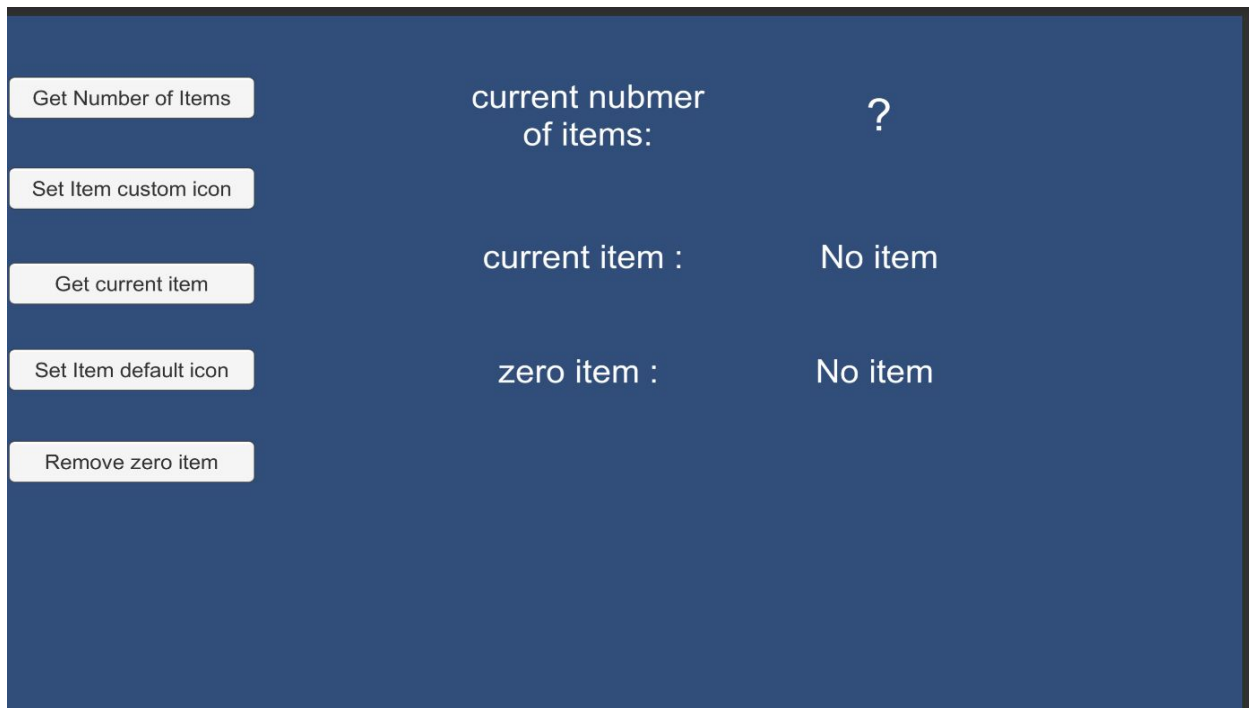 Get Number of Items
current nubmer
of items:
?
Set Item custom icon
current item :
No item
Get current item
Set Item default icon
zero item :
No item
Remove zero item